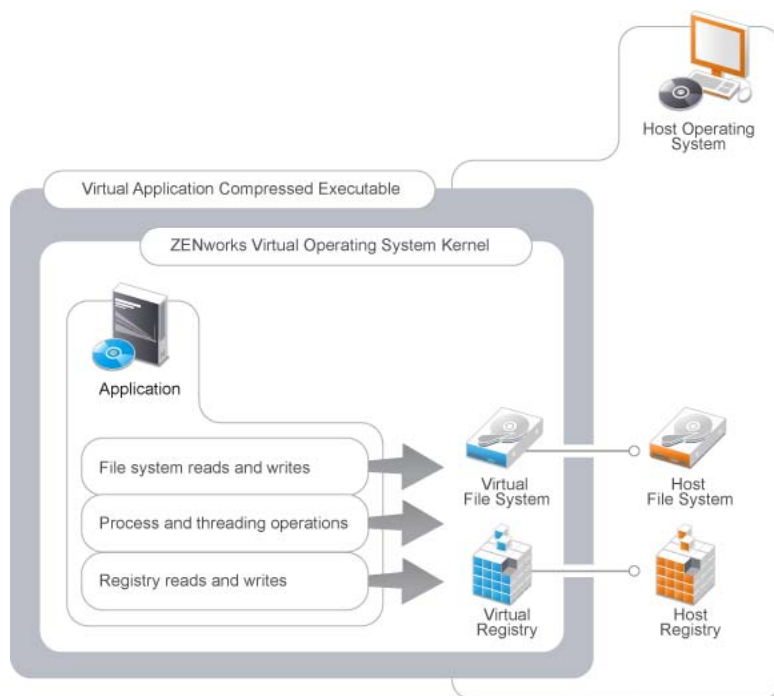 Host Operating
System
Virtual Application Compressed Executable
ZENworks Virtual Operating System Kernel
Application
File system reads and writes
Process and threading operations
Registry reads and writes
Virtual
File System
Host
File System
Virtual
Registry
Host
Registry